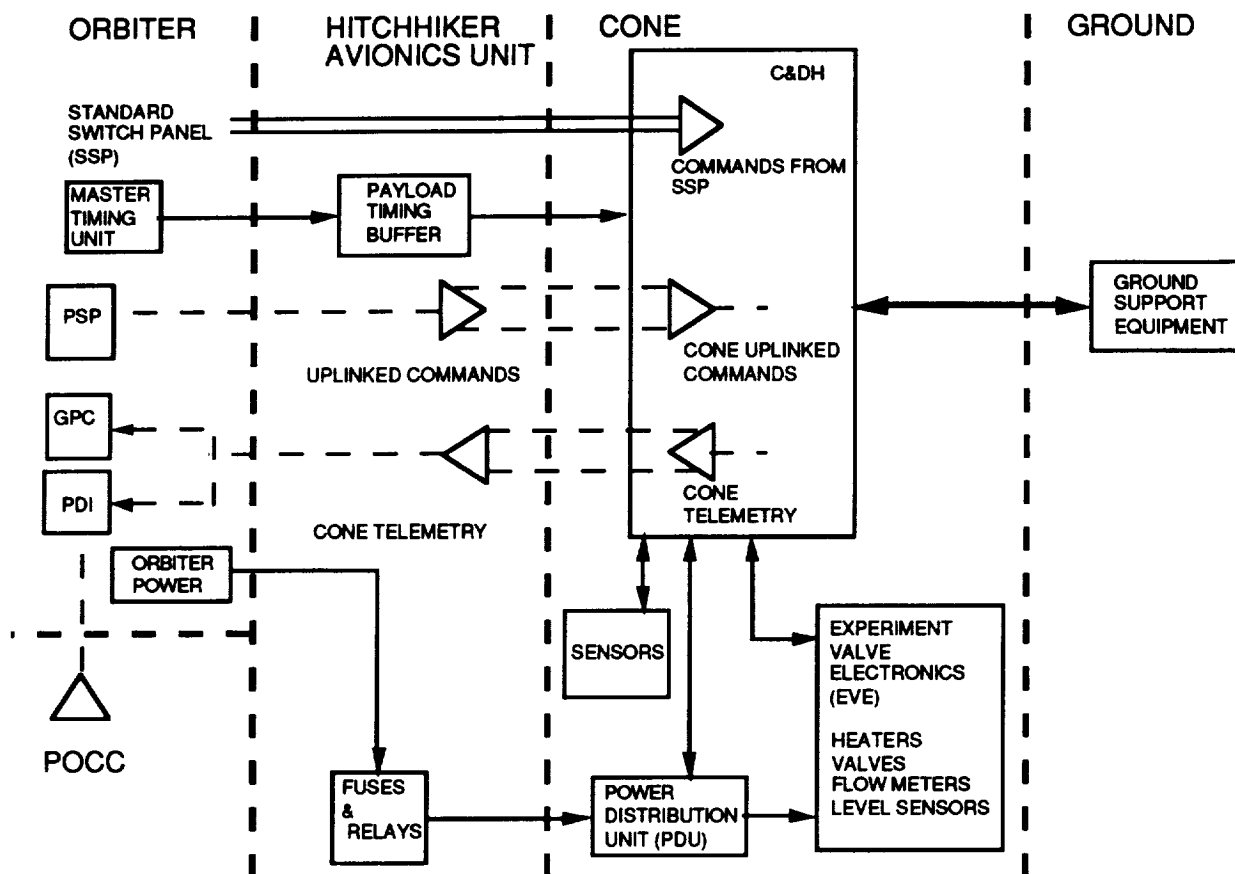 ORBITER
HITCHHIKER
AVIONICS UNIT
CONE
GROUND
C&DH
STANDARD
SWITCH PANEL
(SSP)
COMMANDS FROM
SSP
MASTER
TIMING
UNIT
PAYLOAD
TIMING
BUFFER
PSP
UPLINKED COMMANDS
CONE UPLINKED
COMMANDS
GROUND
SUPPORT
EQUIPMENT
GPC
PDI
CONE TELEMETRY
CONE
TELEMETRY
ORBITER
POWER
SENSORS
EXPERIMENT
VALVE
ELECTRONICS
(EVE)
HEATERS
VALVES
FLOW METERS
LEVEL SENSORS
POCC
FUSES
&
RELAYS
POWER
DISTRIBUTION
UNIT (PDU)